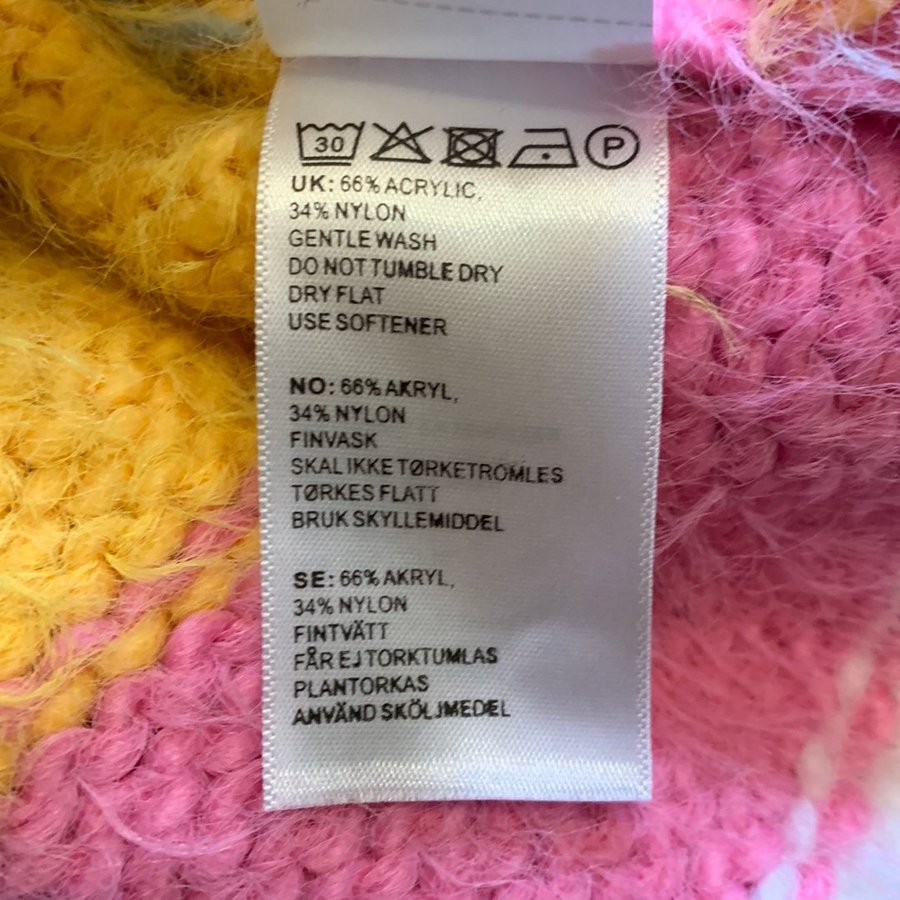 30 P
UK: 66% ACRYLIC,
34% NYLON
GENTLE WASH
DO NOT TUMBLE DRY
DRY FLAT
USE SOFTENER
NO: 66% AKRYL,
34% NYLON
FINVASK
SKAL IKKE TØRKETROMLES
TØRKES FLATT
BRUK SKYLLEMIDDEL
SE: 66% AKRYL,
34% NYLON
FINTVÄTT
FÅR EJ TORKTUMLAS
PLANTORKAS
ANVÄND SKÖLJMEDEL